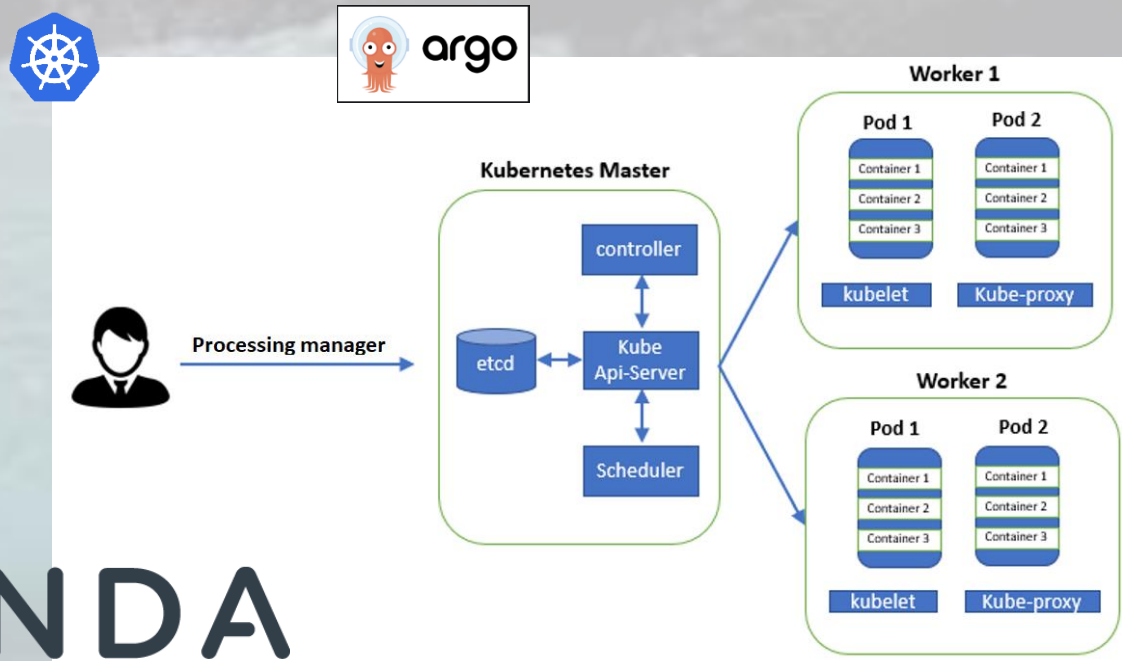 argo
Worker 1
Pod 1
Pod 2
Container 1
Container 2
Container 3
Container 1
Container 2
Container 3
kubelet
Kube-proxy
Kubernetes Master
controller
etcd
Kube
Api-Server
Scheduler
Processing manager
Worker 2
Pod 1
Pod 2
Container 1
Container 2
Container 3
Container 1
Container 2
Container 3
kubelet
Kube-proxy
NDA